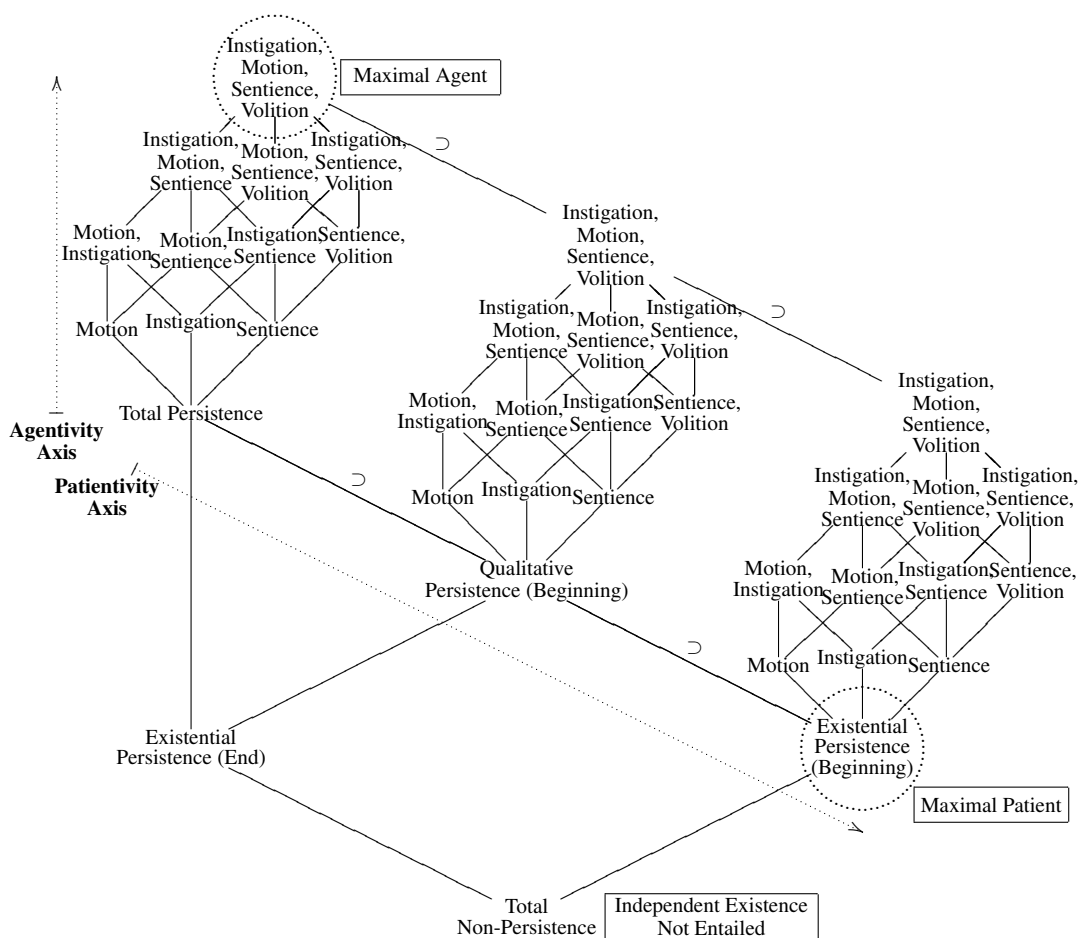 Instigation,
Motion,
Sentience,
Volition
Maximal Agent
Instigation,
Motion,
Sentience
Motion,
Sentience,
Volition
Instigation,
Sentience,
Volition
Motion,
Instigation
Motion,
Sentience
Instigation,
Sentience
Sentience,
Volition
Motion
Instigation
Sentience
Total Persistence
⊃
Instigation,
Motion,
Sentience,
Volition
Instigation,
Motion,
Sentience
Motion,
Sentience,
Volition
Instigation,
Sentience,
Volition
Motion,
Instigation
Motion,
Sentience
Instigation,
Sentience
Sentience,
Volition
Motion
Instigation
Sentience
Qualitative
Persistence (Beginning)
⊃
⊃
Instigation,
Motion,
Sentience,
Volition
Instigation,
Motion,
Sentience
Motion,
Sentience,
Volition
Instigation,
Sentience,
Volition
Motion,
Instigation
Motion,
Sentience
Instigation,
Sentience
Sentience,
Volition
Motion
Instigation
Sentience
⊃
Existential
Persistence
(Beginning)
Maximal Patient
Agentivity
Axis
Patientivity
Axis
Existential
Persistence (End)
Total
Non-Persistence
Independent Existence
Not Entailed